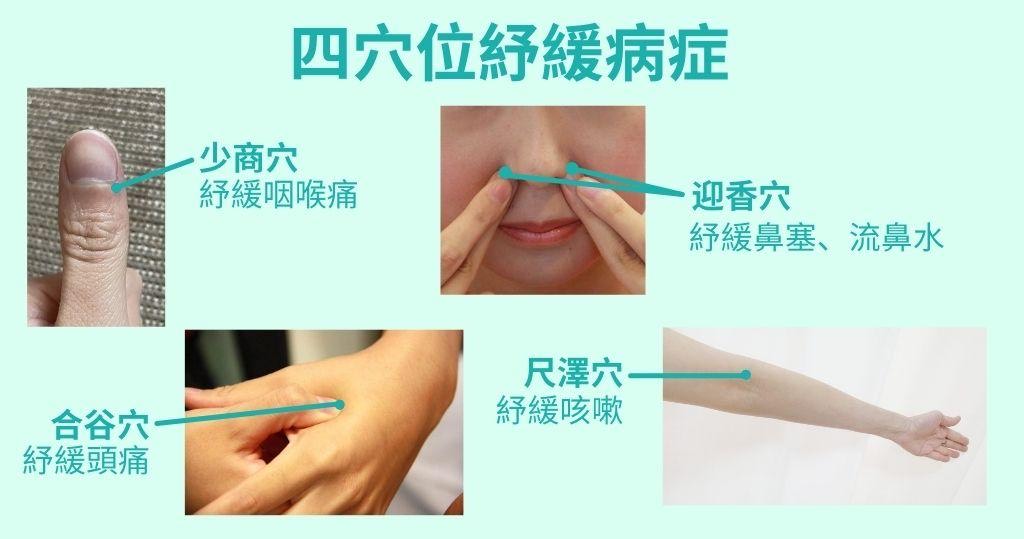 四穴位紓緩病症
少商穴
紓緩咽喉痛
迎香穴
紓緩鼻塞、流鼻水
合谷穴
紓緩頭痛
尺澤穴
紓緩咳嗽